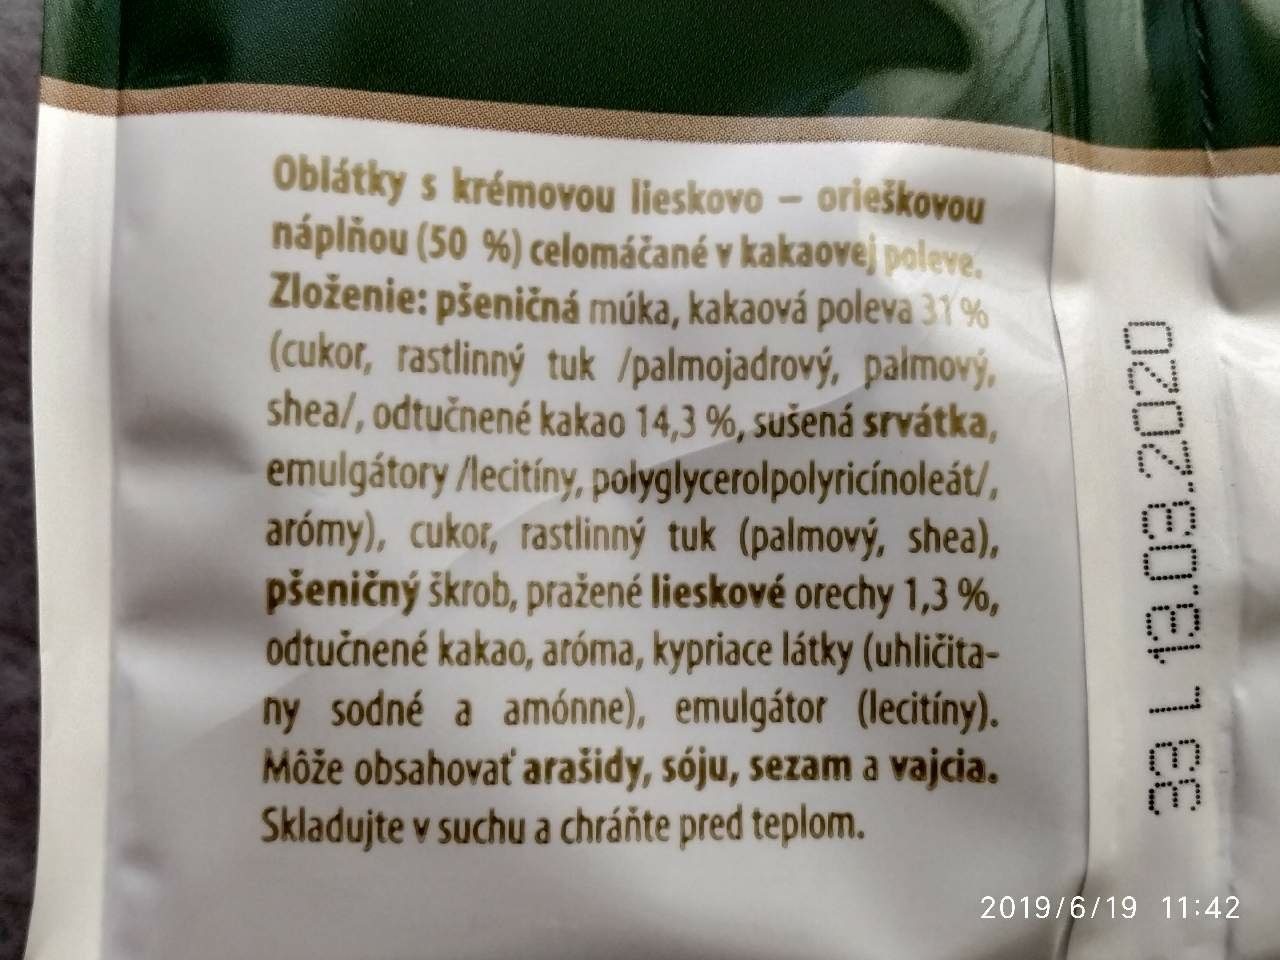 Oblátky s krémovou lieskovo – orieškovou
náplňou (50 %) celomáčané v kakaovej poleve.
Zloženie: pšeničná múka, kakaová poleva 31 %
(cukor, rastlinný tuk /palmojadrový, palmový,
shea/, odtučnené kakao 14,3 %, sušená srvátka,
emulgátory /lecitíny, polyglycerolpolyricínoleát/,
arómy), cukor, rastlinný tuk (palmový, shea),
pšeničný škrob, pražené lieskové orechy 1,3 %,
odtučnené kakao, aróma, kypriace látky (uhličita-
ny sodné a amónne), emulgátor (lecitíny).
Môže obsahovať arašidy, sóju, sezam a vajcia.
Skladujte v suchu a chráňte pred teplom.
33L 13.03.2020
2019/6/19 11:42